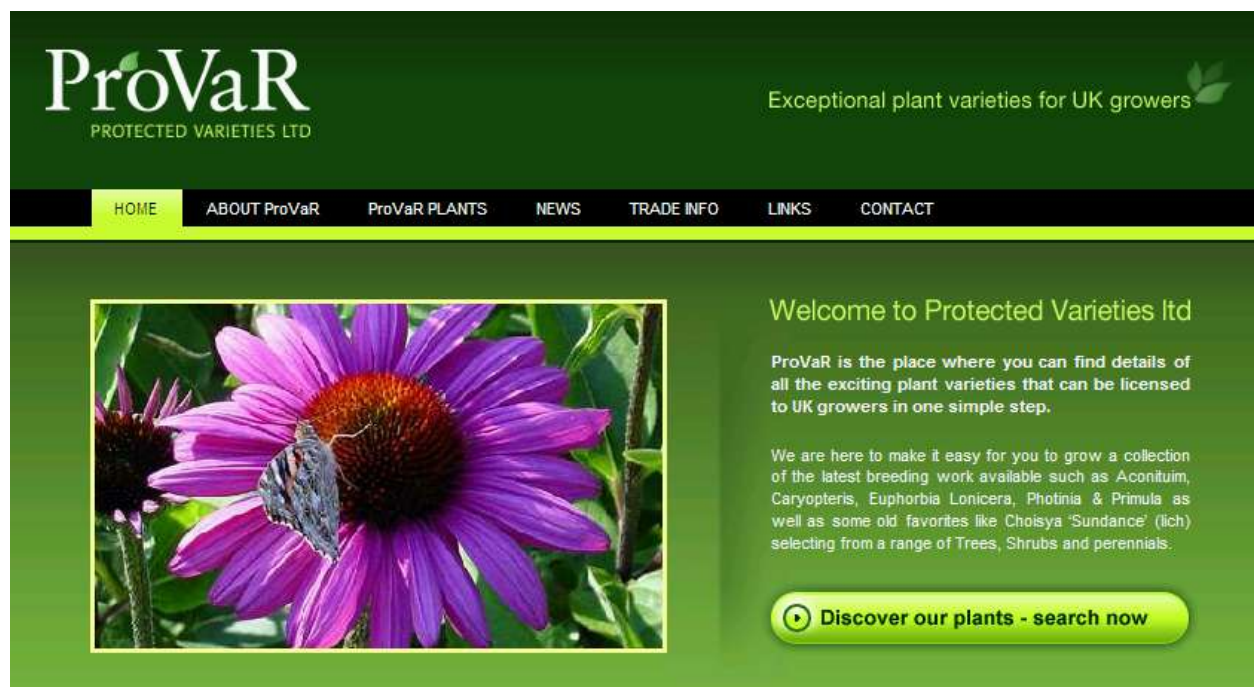 ProVaR
PROTECTED VARIETIES LTD
Exceptional plant varieties for UK growers
HOME ABOUT ProVaR ProVaR PLANTS NEWS TRADE INFO LINKS CONTACT
Welcome to Protected Varieties ltd
ProVaR is the place where you can find details of
all the exciting plant varieties that can be licensed
to UK growers in one simple step.
We are here to make it easy for you to grow a collection
of the latest breeding work available such as Aconituim,
Caryopteris, Euphorbia Lonicera, Photinia & Primula as
well as some old favorites like Choisya ‘Sundance’ (lich)
selecting from a range of Trees, Shrubs and perennials.
Discover our plants - search now